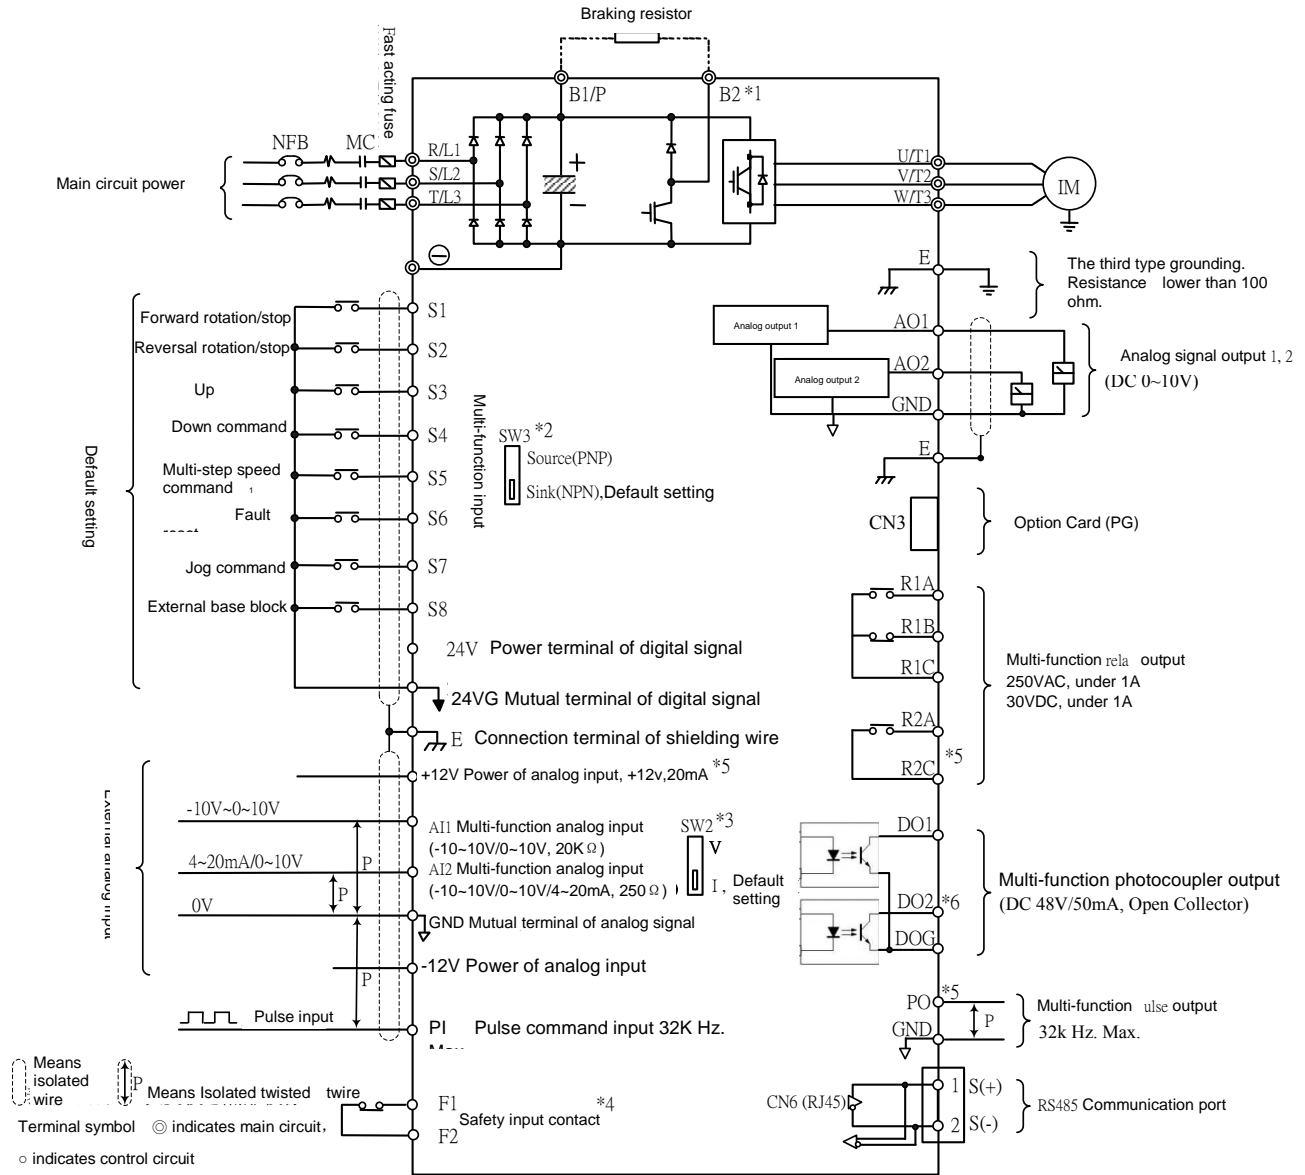 Braking resistor
Fast acting fuse
B1/P
B2 *1
NFB
MC
R/L1
S/L2
T/L3
Main circuit power
U/T1
V/T2
W/T3
IM
E
The third type grounding.
Resistance lower than 100
ohm.
Default setting
Forward rotation/stop
S1
Reversal rotation/stop
S2
Up
S3
Down command
S4
Multi-step speed
command 1
S5
Fault
S6
Jog command
S7
External base block
S8
Multi-function input
SW3 *2
Source(PNP)
Sink(NPN),Default setting
24V Power terminal of digital signal
24VG Mutual terminal of digital signal
E Connection terminal of shielding wire
+12V Power of analog input, +12v,20mA *5
-10V~0~10V
AI1 Multi-function analog input
(-10~10V/0~10V, 20KΩ)
4~20mA/0~10V
AI2 Multi-function analog input
(-10~10V/0~10V/4~20mA, 250Ω)
P
P
0V
GND Mutual terminal of analog signal
SW2 *3
V
I , Default
setting
-12V Power of analog input
P
Pulse input
PI Pulse command input 32K Hz.
Analog output 1
AO1
Analog output 2
AO2
GND
Analog signal output 1, 2
(DC 0~10V)
E
CN3
Option Card (PG)
R1A
R1B
R1C
R2A
R2C
*5
Multi-function rela output
250VAC, under 1A
30VDC, under 1A
DO1
DO2 *6
DOG
Multi-function photocoupler output
(DC 48V/50mA, Open Collector)
PO *5
P
GND
Multi-function ulse output
32k Hz. Max.
CN6 (RJ45)
1 S(+)
2 S(-)
RS485 Communication port
F1
F2
Safety input contact *4
Means
isolated
wire
P
Means Isolated twisted twire
Terminal symbol ◎ indicates main circuit,
○ indicates control circuit